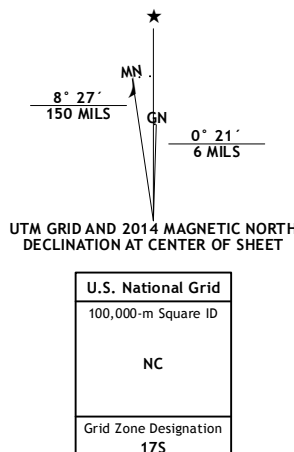 ★
MN
GN
8° 27´
150 MILS
0° 21´
6 MILS
UTM GRID AND 2014 MAGNETIC NORTH
DECLINATION AT CENTER OF SHEET
U.S. National Grid
100,000-m Square ID
NC
Grid Zone Designation
17S